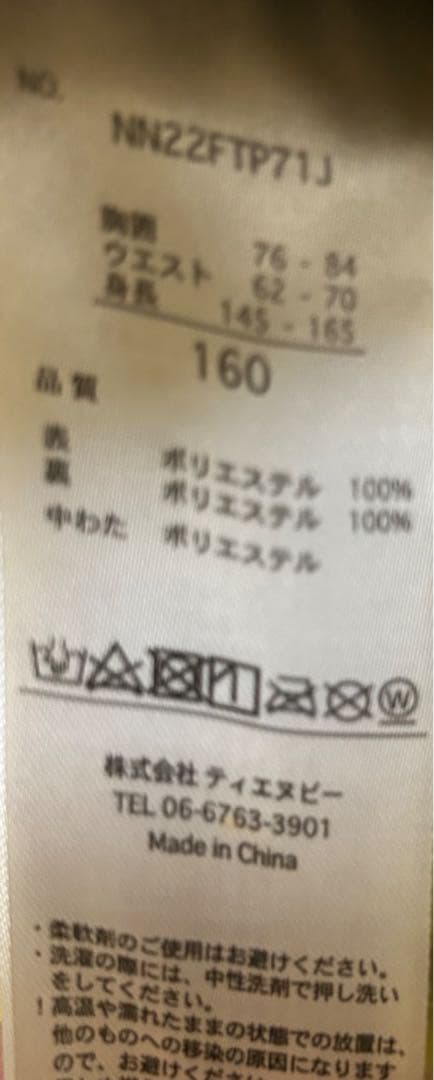 NO.
NN22FTP71J
胸囲 76 - 84
ウエスト 62 - 70
身長 145 - 165
160
品質
表 ポリエステル 100%
裏 ポリエステル 100%
中わた ポリエステル
W
株式会社 ティエヌビー
TEL 06-6763-3901
Made in China
・柔軟剤のご使用はお避けください。
・洗濯の際には、中性洗剤で押し洗い
をしてください。
！高温や濡れたままの状態での放置は、
他のものへの移染の原因になります
ので、お避けくださ